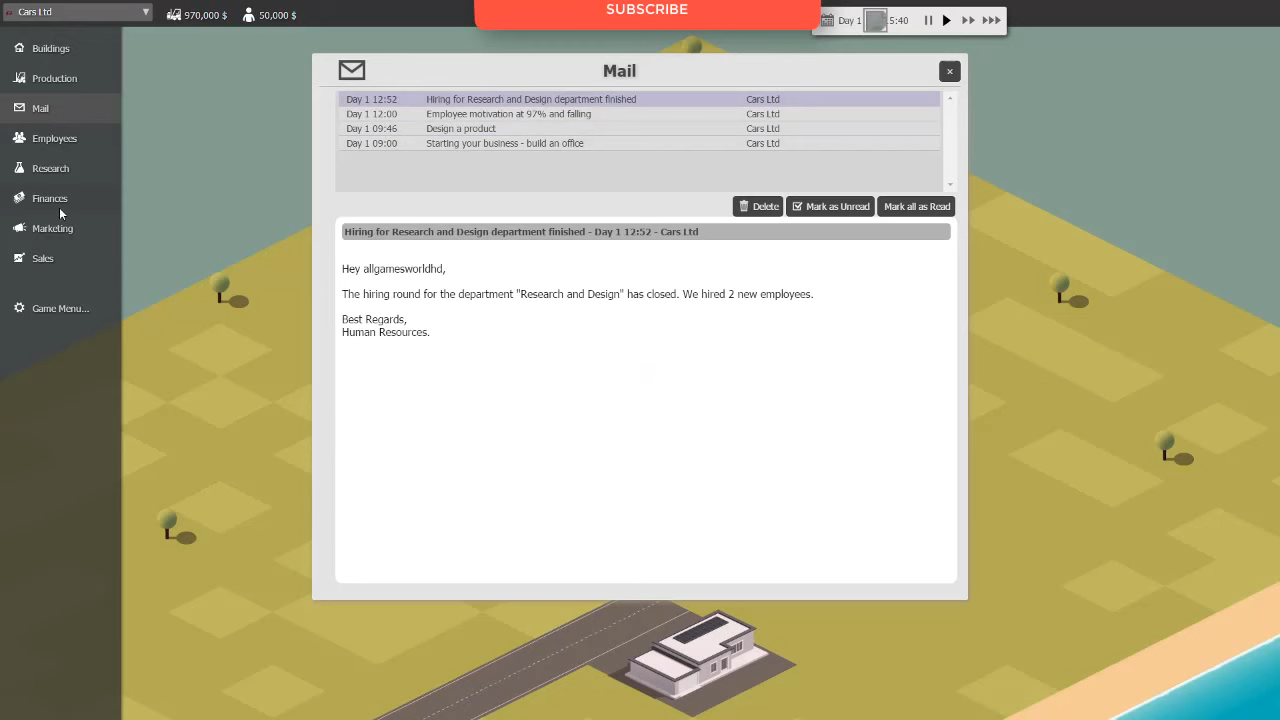 Cars Ltd
970,000 $
50,000 $
SUBSCRIBE
Day 1
5:40
Buildings
Production
Mail
Employees
Research
Finances
Marketing
Sales
Game Menu...
Mail
Day 1 12:52 Hiring for Research and Design department finished Cars Ltd
Day 1 12:00 Employee motivation at 97% and falling Cars Ltd
Day 1 09:46 Design a product Cars Ltd
Day 1 09:00 Starting your business - build an office Cars Ltd
Delete Mark as Unread Mark all as Read
Hiring for Research and Design department finished - Day 1 12:52 - Cars Ltd
Hey allgamesworldhd,
The hiring round for the department "Research and Design" has closed. We hired 2 new employees.
Best Regards,
Human Resources.